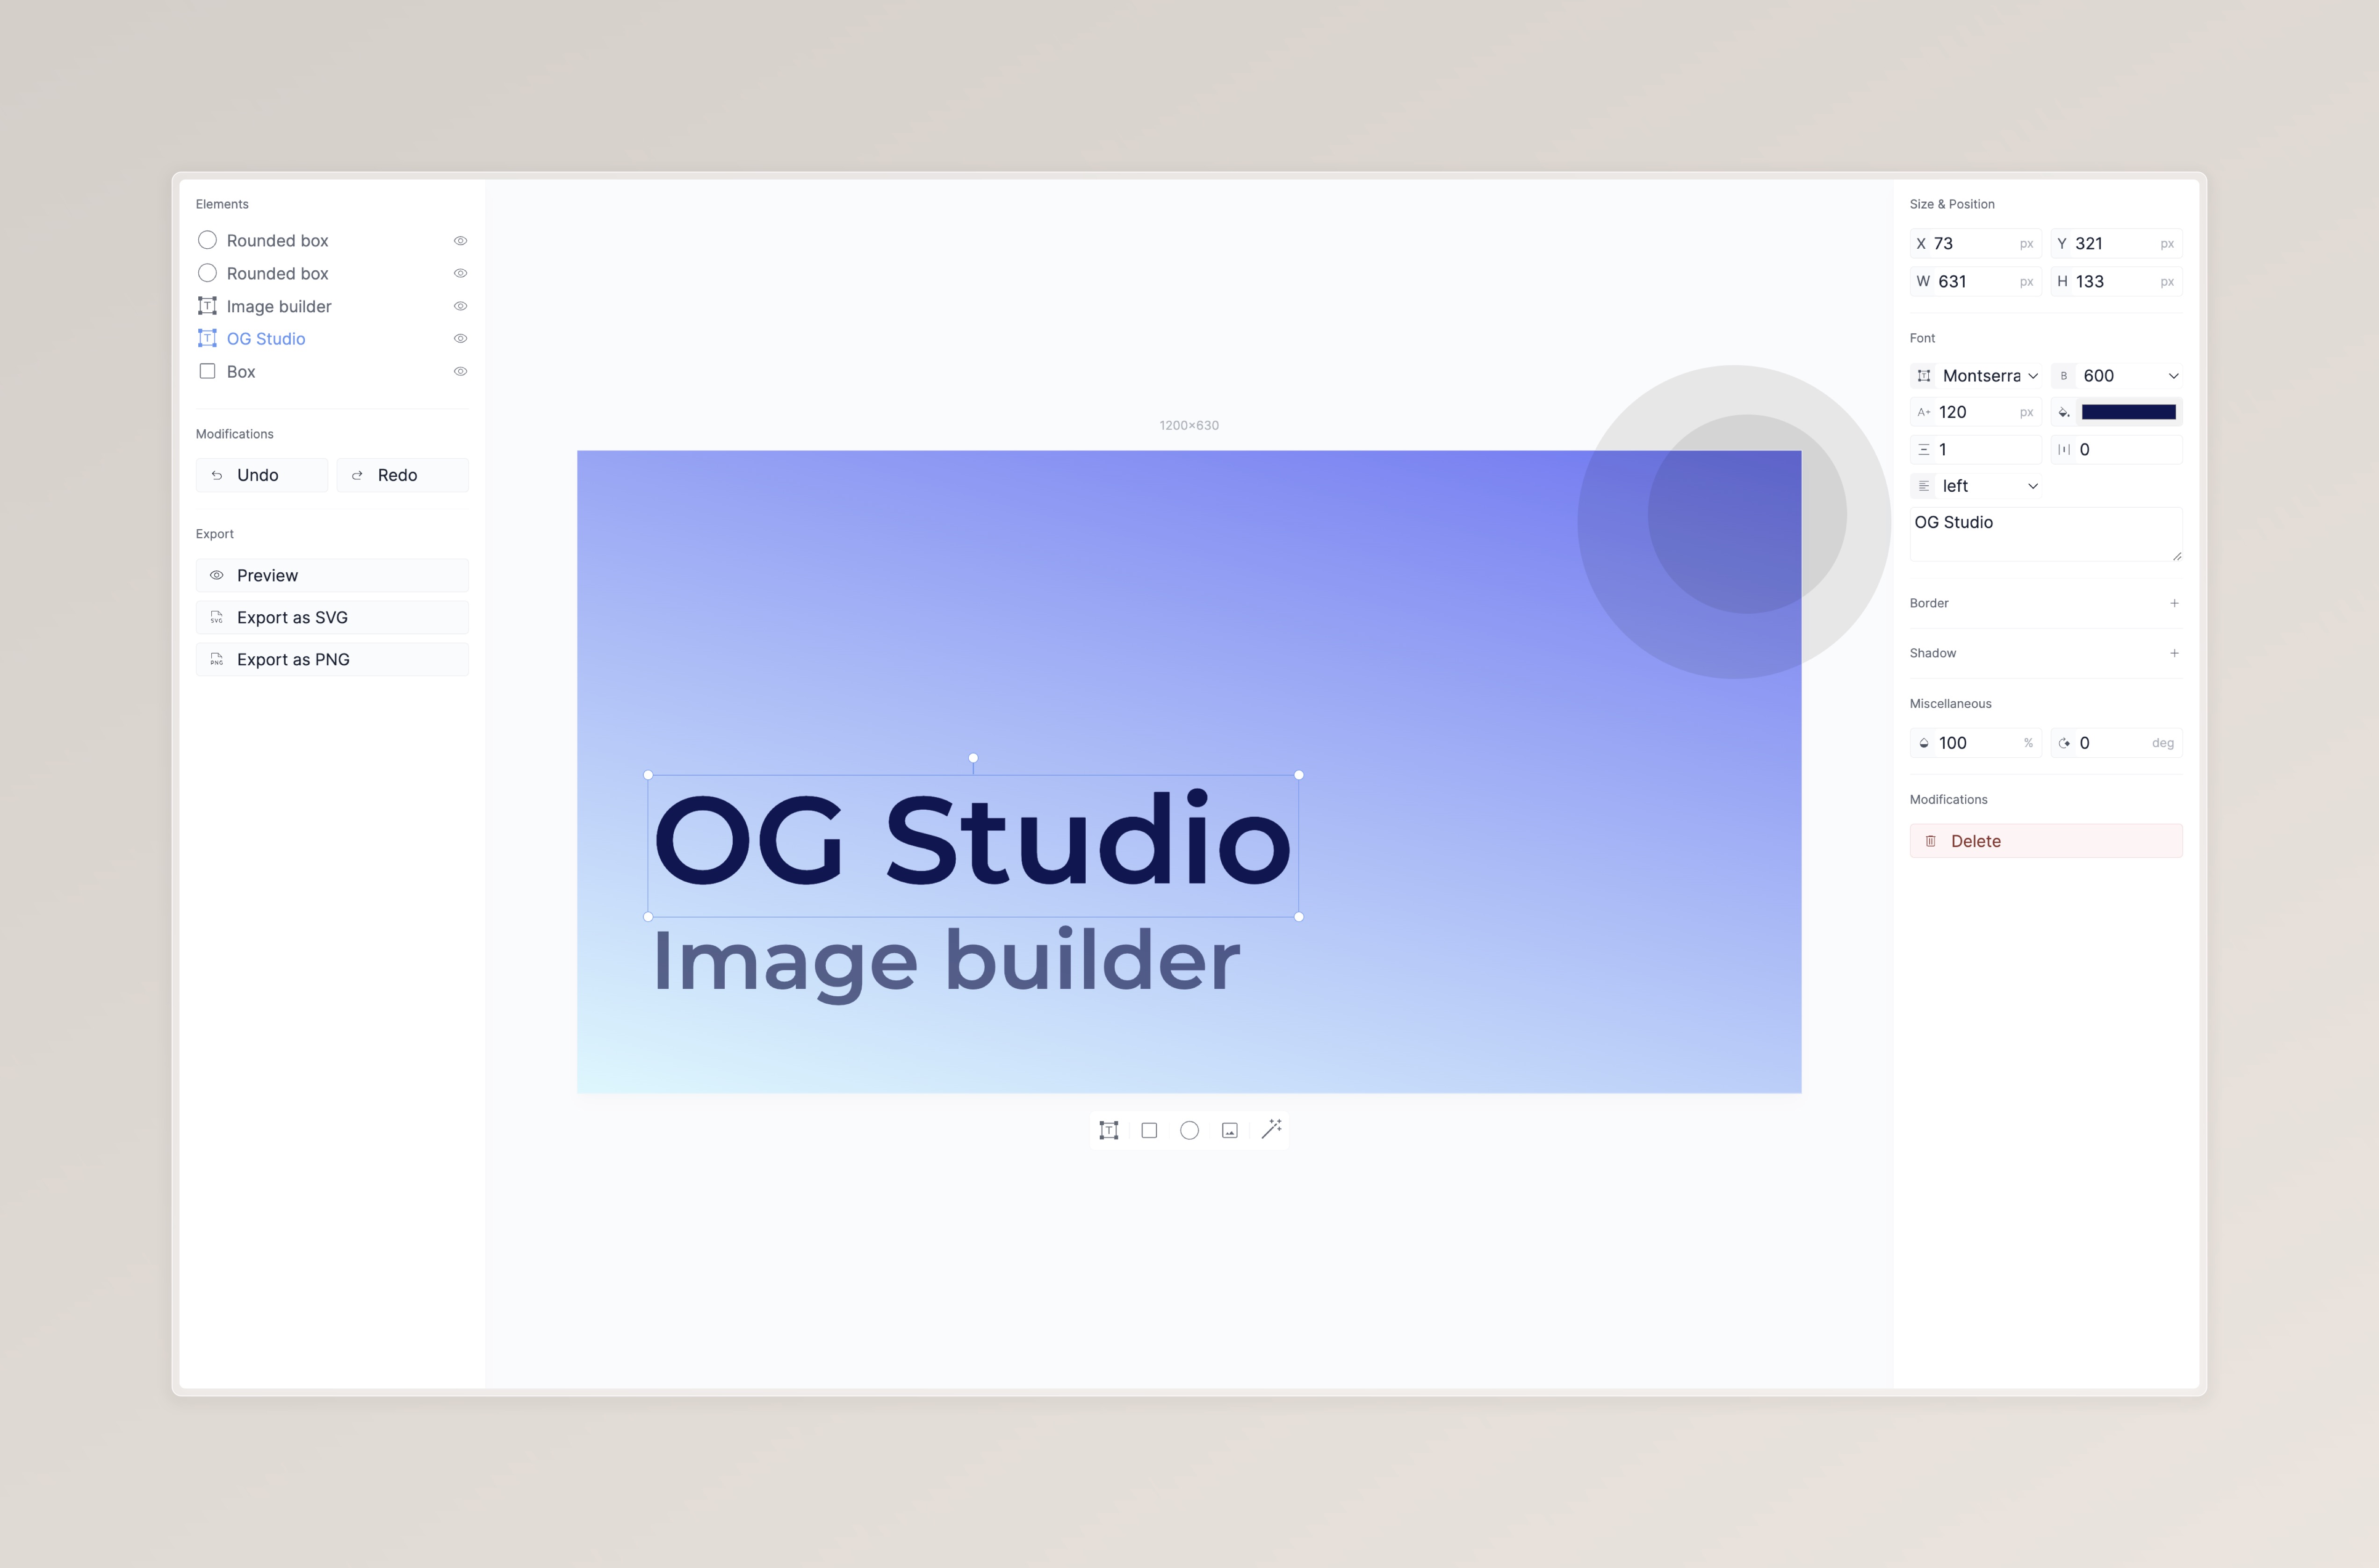 Elements
Rounded box
Rounded box
Image builder
OG Studio
Box
Modifications
Undo Redo
Export
Preview
SVG Export as SVG
PNG Export as PNG
1200×630
OG Studio
Image builder
Size & Position
X 73 px Y 321 px
W 631 px H 133 px
Font
Montserra B 600
A+ 120 px
1 0
left
OG Studio
Border +
Shadow +
Miscellaneous
100 % 0 deg
Modifications
Delete